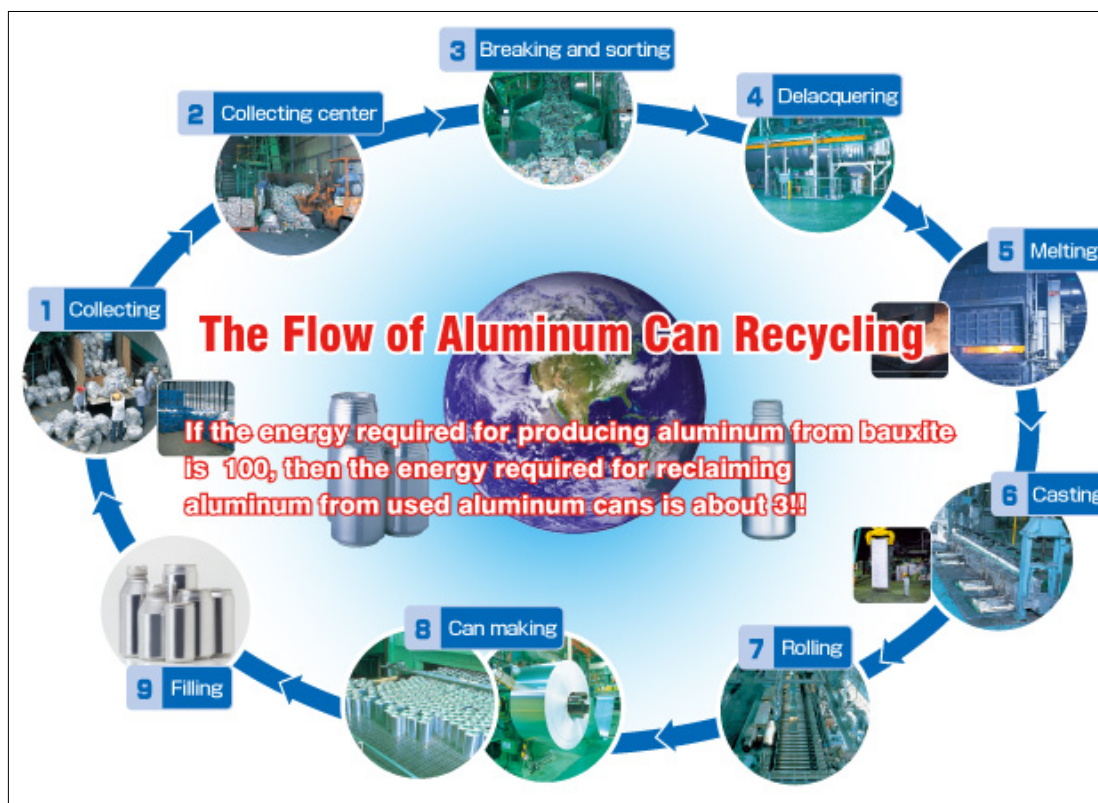 3 Breaking and sorting
2 Collecting center
4 Delacquering
5 Melting
1 Collecting
The Flow of Aluminum Can Recycling
If the energy required for producing aluminum from bauxite
is 100, then the energy required for reclaiming
aluminum from used aluminum cans is about 3!!
6 Casting
8 Can making
7 Rolling
9 Filling